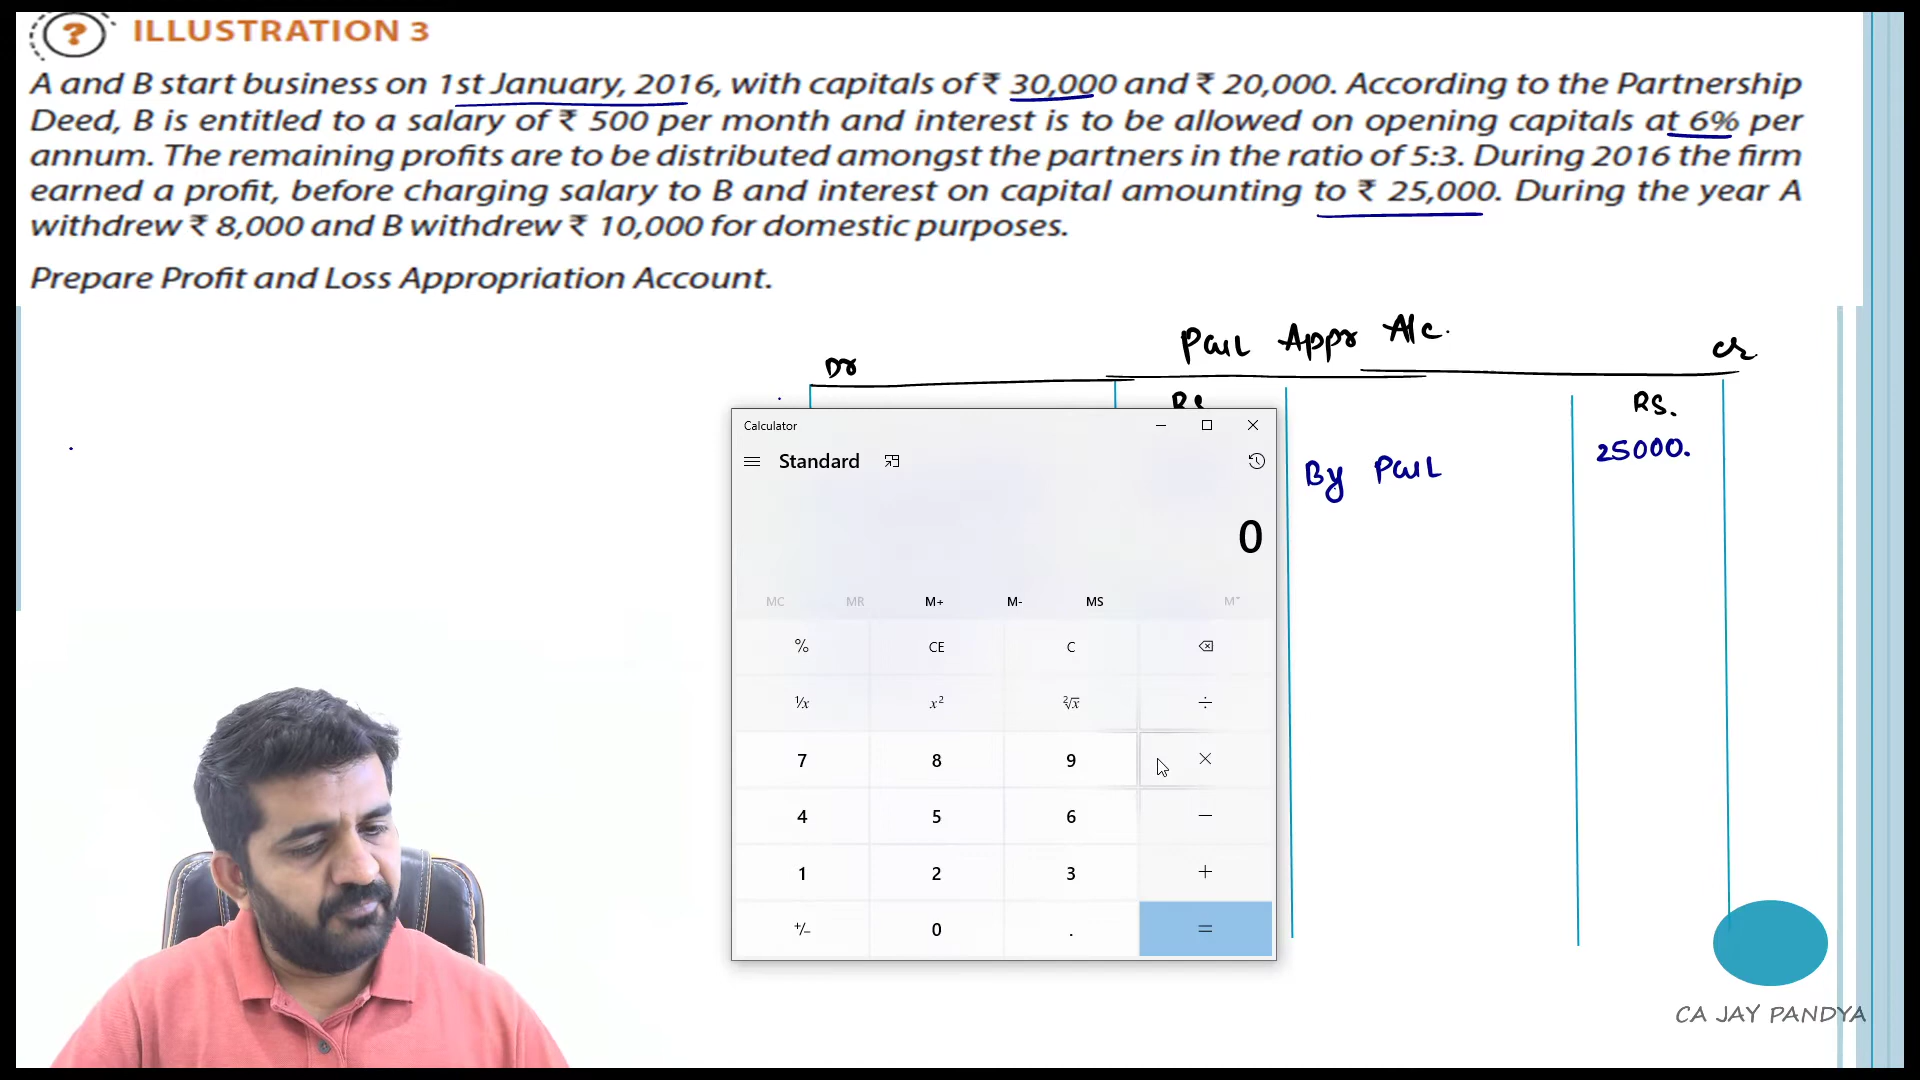 ? ILLUSTRATION 3
A and B start business on 1st January, 2016, with capitals of ₹ 30,000 and ₹ 20,000. According to the Partnership
Deed, B is entitled to a salary of ₹ 500 per month and interest is to be allowed on opening capitals at 6% per
annum. The remaining profits are to be distributed amongst the partners in the ratio of 5:3. During 2016 the firm
earned a profit, before charging salary to B and interest on capital amounting to ₹ 25,000. During the year A
withdrew ₹ 8,000 and B withdrew ₹ 10,000 for domestic purposes.
Prepare Profit and Loss Appropriation Account.
P&L Appr A/c.
Dr Cr
Rs Rs.
By P&L 25000.
Calculator
Standard
0
MC MR M+ M- MS M˅
% CE C
⅟x x² ²√x ÷
7 8 9 ×
4 5 6 −
1 2 3 +
+/− 0 . =
CA JAY PANDYA